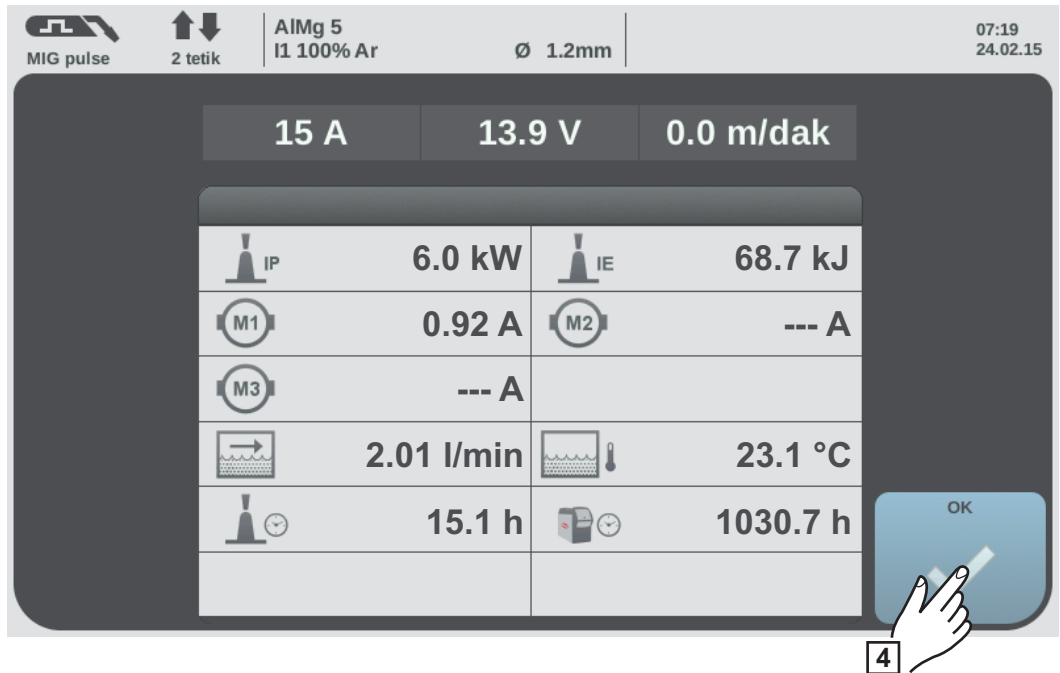 MIG pulse
2 tetik
AlMg 5
I1 100% Ar Ø 1.2mm
07:19
24.02.15
15 A 13.9 V 0.0 m/dak
IP 6.0 kW IE 68.7 kJ
M1 0.92 A M2 --- A
M3 --- A
2.01 l/min 23.1 °C
15.1 h 1030.7 h
OK
4